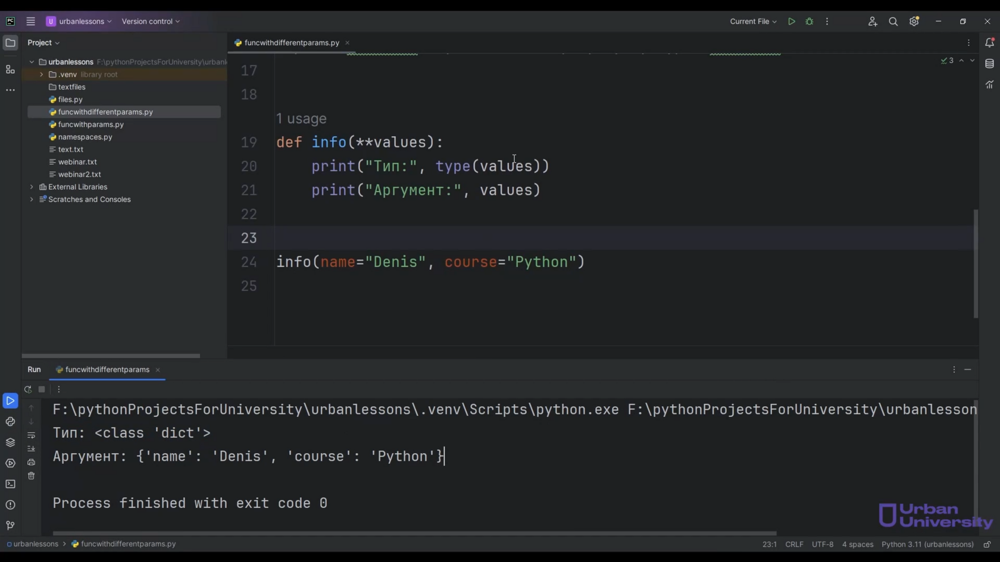 urbanlessons
Version control
Current File
Project
funcwithdifferentparams.py
urbanlessons F:\pythonProjectsForUniversity\urbanl
.venv library root
textfiles
files.py
funcwithdifferentparams.py
funcwithparams.py
namespaces.py
text.txt
webinar.txt
webinar2.txt
External Libraries
Scratches and Consoles
3
17
18
1 usage
19 def info(**values):
20 print("Тип:", type(values))
21 print("Аргумент:", values)
22
23
24 info(name="Denis", course="Python")
25
Run funcwithdifferentparams
F:\pythonProjectsForUniversity\urbanlessons\.venv\Scripts\python.exe F:\pythonProjectsForUniversity\urbanlesson
Тип: <class 'dict'>
Аргумент: {'name': 'Denis', 'course': 'Python'}
Process finished with exit code 0
Urban
University
urbanlessons > funcwithdifferentparams.py
23:1 CRLF UTF-8 4 spaces Python 3.11 (urbanlessons)